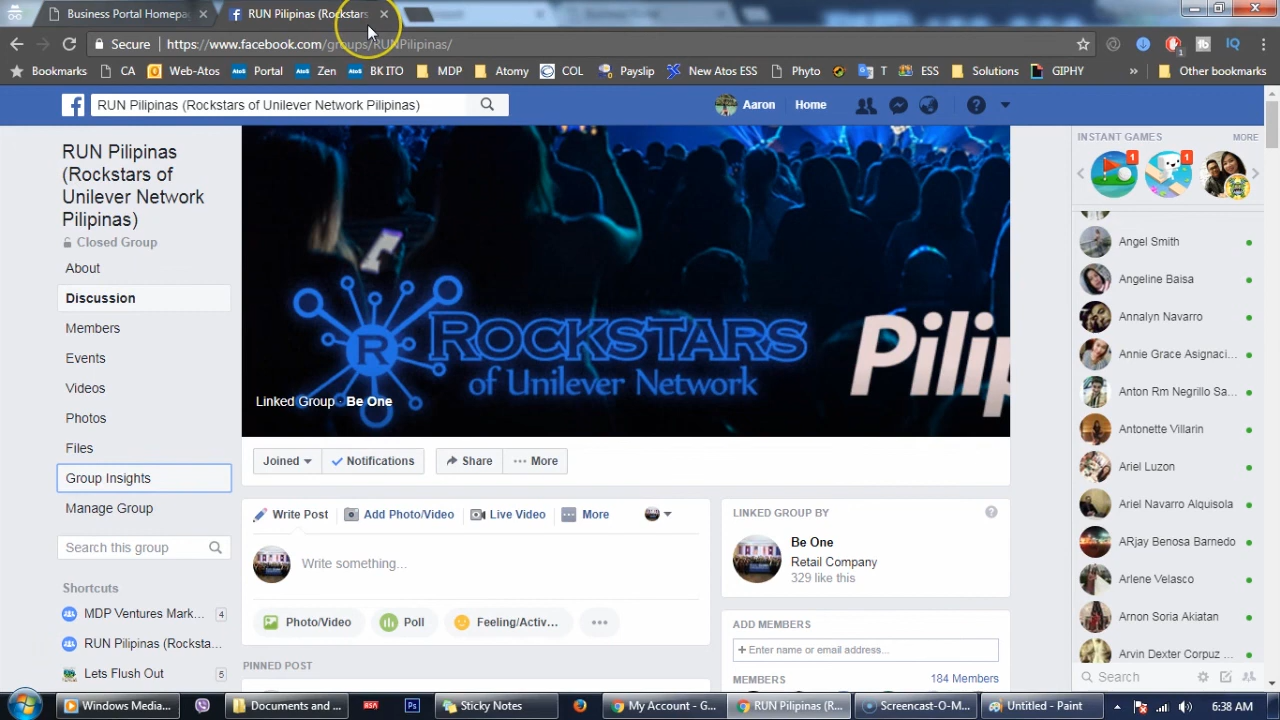 Business Portal Homepa
RUN Pilipinas (Rockstars
Secure
https://www.facebook.com/groups/RUNPilipinas/
1
IQ
Bookmarks
CA
Web-Atos
Portal
Zen
BK ITO
MDP
Atomy
COL
Payslip
New Atos ESS
Phyto
T
ESS
Solutions
GIPHY
»
Other bookmarks
RUN Pilipinas (Rockstars of Unilever Network Pilipinas)
Aaron
Home
RUN Pilipinas
(Rockstars of
Unilever Network
Pilipinas)
Closed Group
About
Discussion
Members
Events
Videos
Photos
Files
Group Insights
Manage Group
Search this group
Shortcuts
MDP Ventures Mark... 4
RUN Pilipinas (Rocksta...
Lets Flush Out 5
R
ROCKSTARS
of Unilever Network
Pilip
Linked Group · Be One
Joined
Notifications
Share
More
Write Post
Add Photo/Video
Live Video
More
Write something...
Photo/Video
Poll
Feeling/Activ...
PINNED POST
LINKED GROUP BY
Be One
Retail Company
329 like this
ADD MEMBERS
Enter name or email address...
MEMBERS
184 Members
INSTANT GAMES
MORE
1
1
Angel Smith
Angeline Baisa
Annalyn Navarro
Annie Grace Asignaci...
Anton Rm Negrillo Sa...
Antonette Villarin
Ariel Luzon
Ariel Navarro Alquisola
ARjay Benosa Barnedo
Arlene Velasco
Arnon Soria Akiatan
Arvin Dexter Corpuz ...
Search
Windows Media...
Documents and ...
RSA
Ps
Sticky Notes
My Account - G...
RUN Pilipinas (R...
Screencast-O-M...
Untitled - Paint
6:38 AM